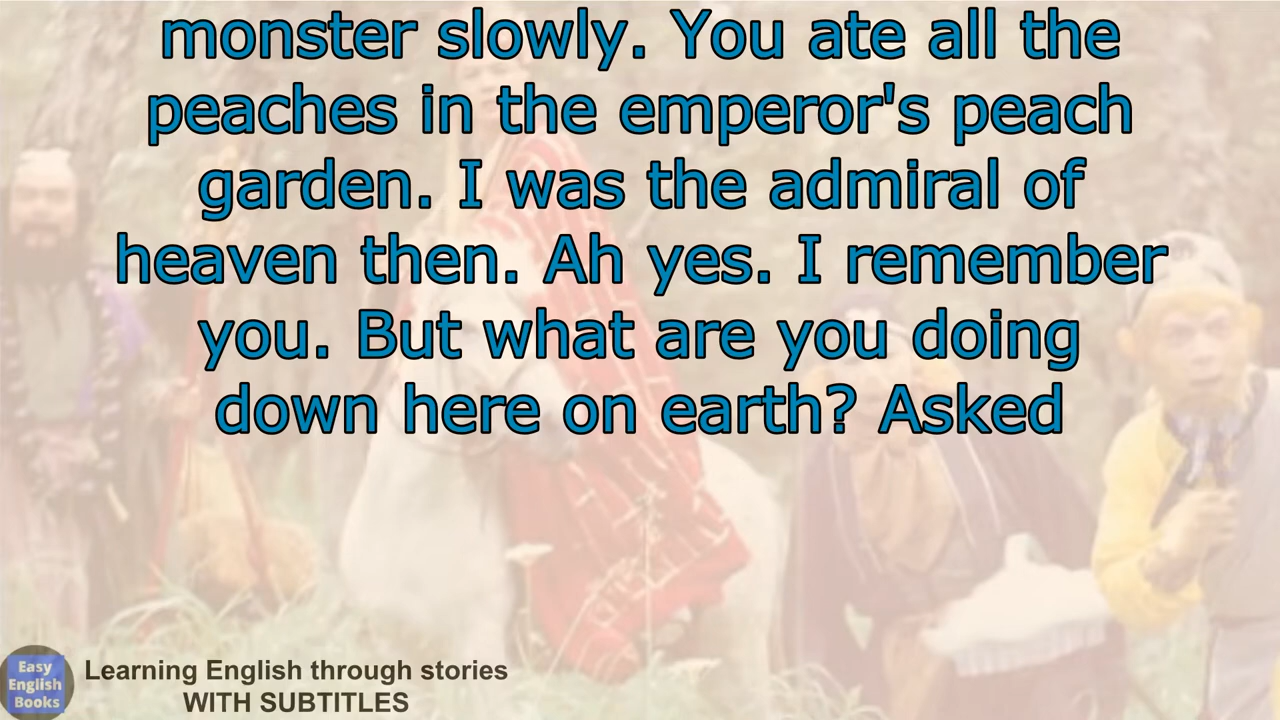 monster slowly. You ate all the
peaches in the emperor's peach
garden. I was the admiral of
heaven then. Ah yes. I remember
you. But what are you doing
down here on earth? Asked
Easy
English
Books
Learning English through stories
WITH SUBTITLES